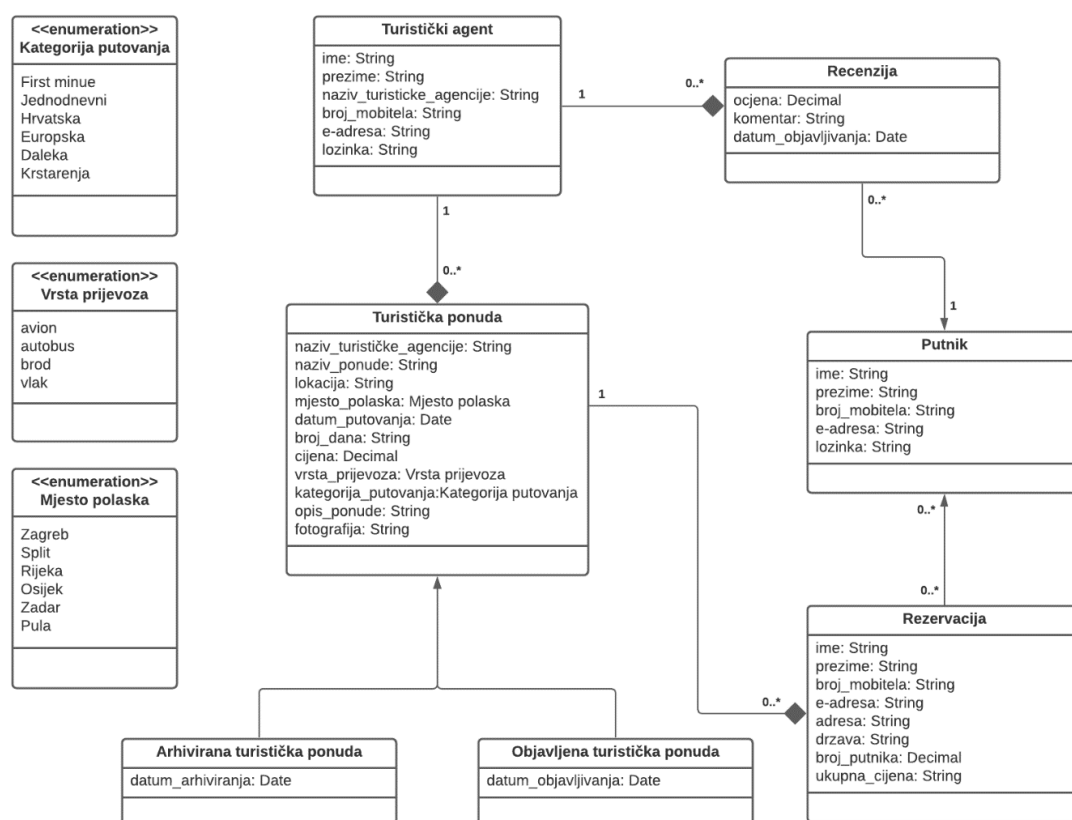 <<enumeration>>
Kategorija putovanja
First minue
Jednodnevni
Hrvatska
Europska
Daleka
Krstarenja
<<enumeration>>
Vrsta prijevoza
avion
autobus
brod
vlak
<<enumeration>>
Mjesto polaska
Zagreb
Split
Rijeka
Osijek
Zadar
Pula
Turistički agent
ime: String
prezime: String
naziv_turisticke_agencije: String
broj_mobitela: String
e-adresa: String
lozinka: String
1
0..*
Recenzija
ocjena: Decimal
komentar: String
datum_objavljivanja: Date
1
0..*
0..*
1
Turistička ponuda
naziv_turističke_agencije: String
naziv_ponude: String
lokacija: String
mjesto_polaska: Mjesto polaska
datum_putovanja: Date
broj_dana: String
cijena: Decimal
vrsta_prijevoza: Vrsta prijevoza
kategorija_putovanja:Kategorija putovanja
opis_ponude: String
fotografija: String
1
0..*
Putnik
ime: String
prezime: String
broj_mobitela: String
e-adresa: String
lozinka: String
0..*
0..*
Rezervacija
ime: String
prezime: String
broj_mobitela: String
e-adresa: String
adresa: String
drzava: String
broj_putnika: Decimal
ukupna_cijena: String
Arhivirana turistička ponuda
datum_arhiviranja: Date
Objavljena turistička ponuda
datum_objavljivanja: Date